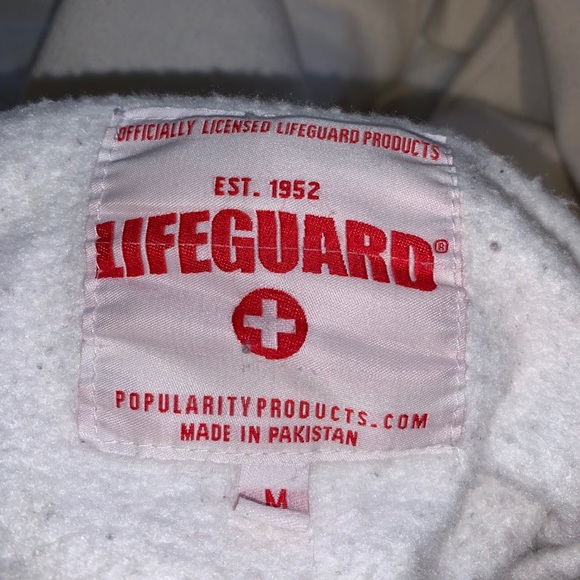 OFFICIALLY LICENSED LIFEGUARD PRODUCTS
EST. 1952
LIFEGUARD®
POPULARITYPRODUCTS.COM
MADE IN PAKISTAN
M